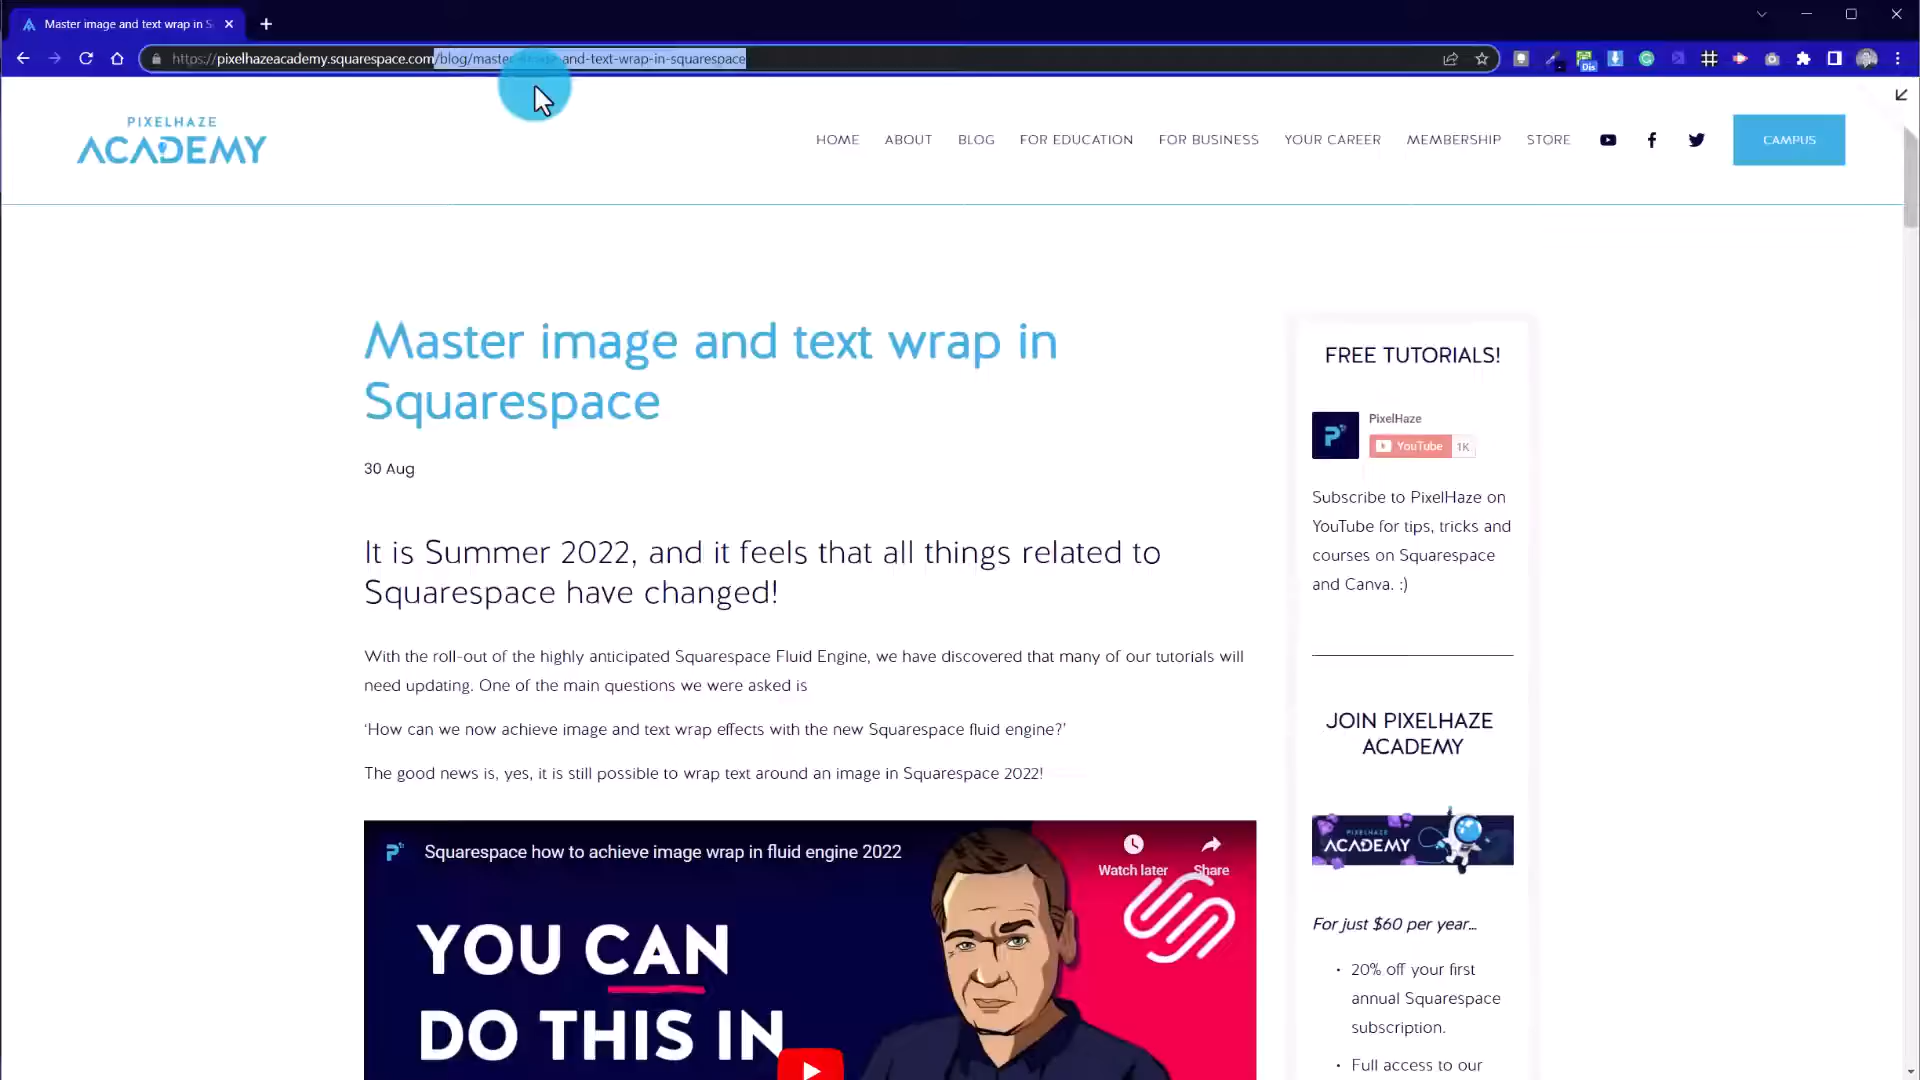 Master image and text wrap in S
https://pixelhazeacademy.squarespace.com/blog/master-image-and-text-wrap-in-squarespace
Dis
PIXELHAZE
ACADEMY
HOME ABOUT BLOG FOR EDUCATION FOR BUSINESS YOUR CAREER MEMBERSHIP STORE
CAMPUS
Master image and text wrap in
Squarespace
30 Aug
It is Summer 2022, and it feels that all things related to
Squarespace have changed!
With the roll-out of the highly anticipated Squarespace Fluid Engine, we have discovered that many of our tutorials will
need updating. One of the main questions we were asked is
‘How can we now achieve image and text wrap effects with the new Squarespace fluid engine?’
The good news is, yes, it is still possible to wrap text around an image in Squarespace 2022!
Squarespace how to achieve image wrap in fluid engine 2022
Watch later
Share
YOU CAN
DO THIS IN
FREE TUTORIALS!
PixelHaze
YouTube 1K
Subscribe to PixelHaze on
YouTube for tips, tricks and
courses on Squarespace
and Canva. :)
JOIN PIXELHAZE
ACADEMY
PIXELHAZE
ACADEMY
For just $60 per year...
• 20% off your first
annual Squarespace
subscription.
• Full access to our